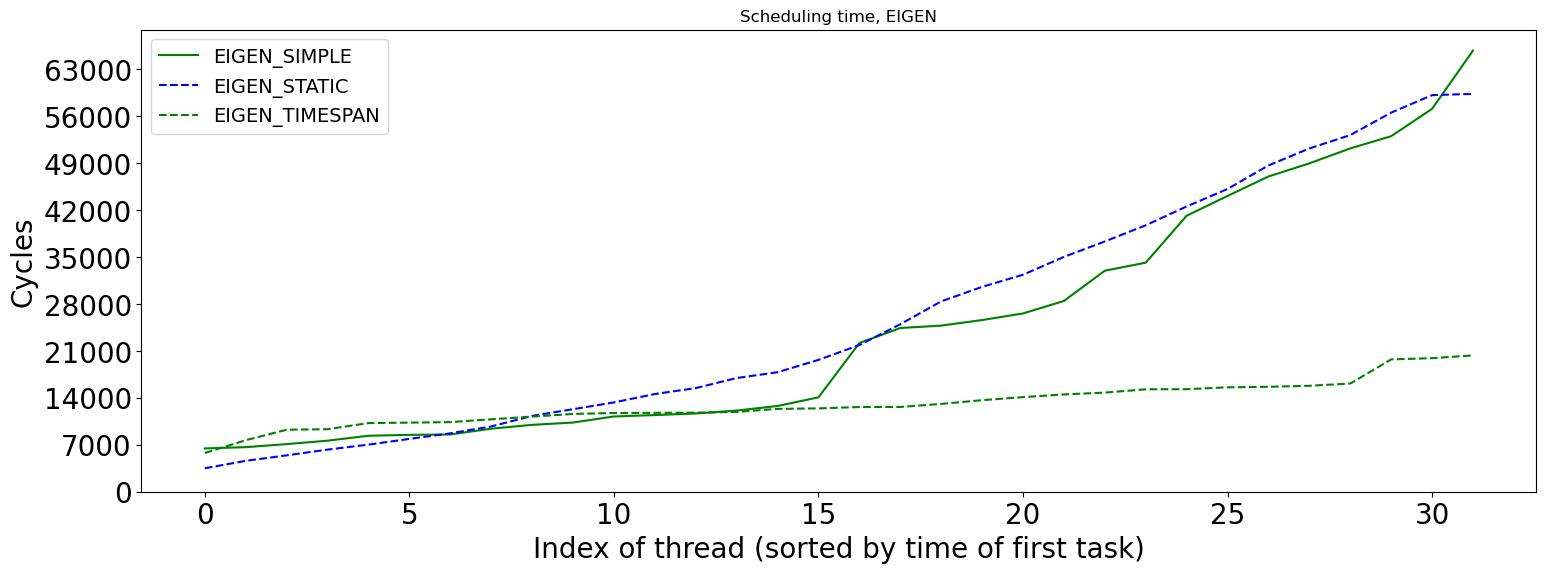 Scheduling time, EIGEN
EIGEN_SIMPLE
EIGEN_STATIC
EIGEN_TIMESPAN
63000
56000
49000
42000
35000
28000
21000
14000
7000
0
Cycles
0 5 10 15 20 25 30
Index of thread (sorted by time of first task)